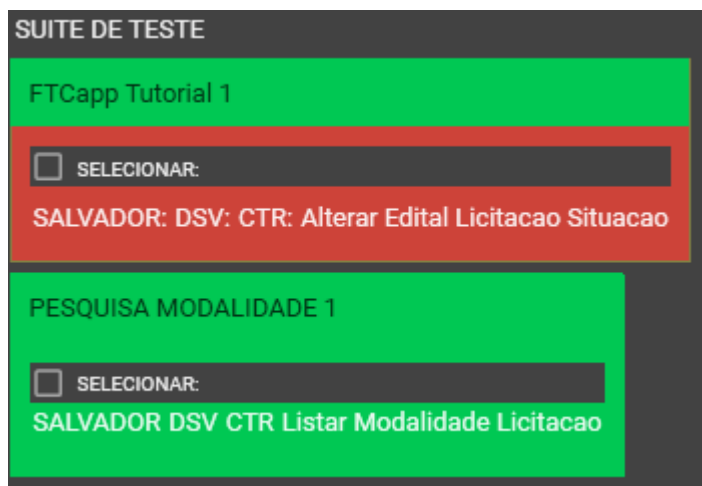 SUITE DE TESTE
FTCapp Tutorial 1
SELECIONAR:
SALVADOR: DSV: CTR: Alterar Edital Licitacao Situacao
PESQUISA MODALIDADE 1
SELECIONAR:
SALVADOR DSV CTR Listar Modalidade Licitacao